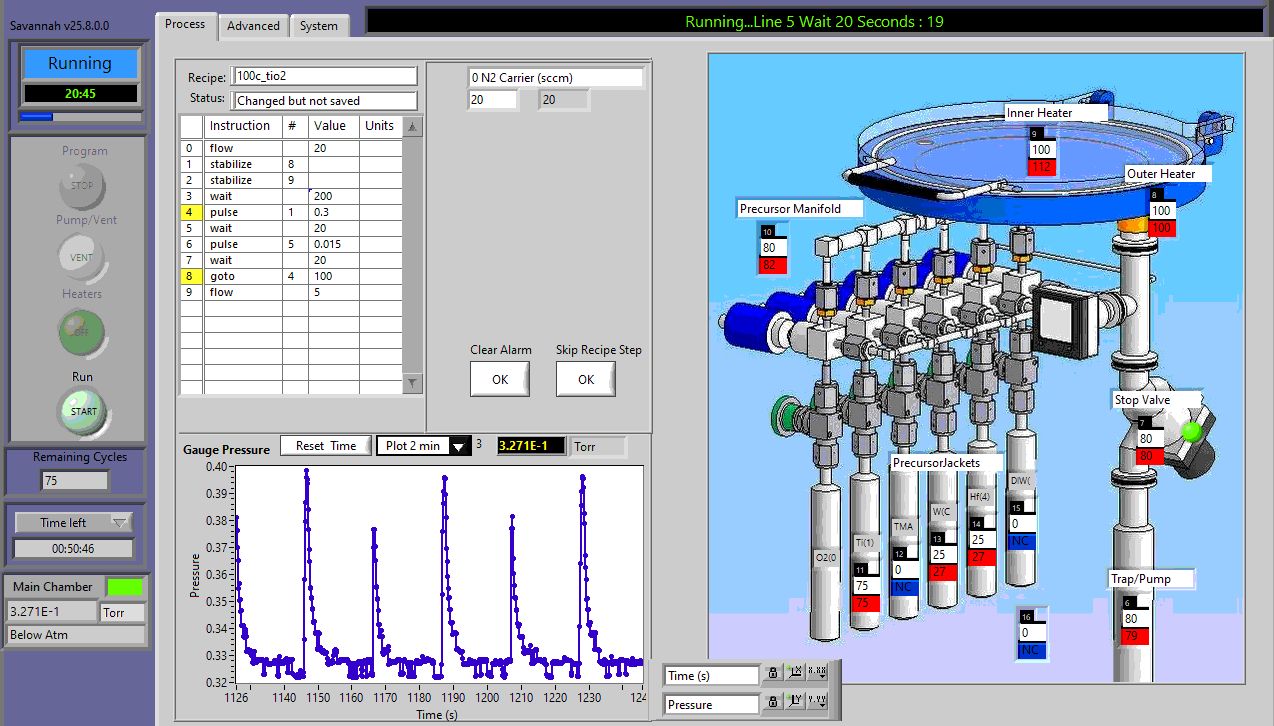 Savannah v25.8.0.0
Process Advanced System
Running...Line 5 Wait 20 Seconds : 19
Running
20:45
Program
STOP
Pump/Vent
VENT
Heaters
OFF
Run
START
Remaining Cycles
75
Time left
00:50:46
Main Chamber
3.271E-1 Torr
Below Atm
Recipe: 100c_tio2
Status: Changed but not saved
Instruction # Value Units
0 flow 20
1 stabilize 8
2 stabilize 9
3 wait 200
4 pulse 1 0.3
5 wait 20
6 pulse 5 0.015
7 wait 20
8 goto 4 100
9 flow 5
0 N2 Carrier (sccm)
20 20
Clear Alarm Skip Recipe Step
OK OK
Gauge Pressure Reset Time Plot 2 min 3 3.271E-1 Torr
Pressure
0.40
0.39
0.38
0.37
0.36
0.35
0.34
0.33
0.32
1126 1140 1150 1160 1170 1180 1190 1200 1210 1220 1230 124
Time (s)
Time (s)
X.XX
Pressure
Y.YY
Inner Heater
9
100
112
Outer Heater
8
100
100
Precursor Manifold
10
80
82
Stop Valve
7
80
80
PrecursorJackets
O2(0
TI(1)
11
75
75
TMA
12
0
NC
W(C
13
25
27
Hf(4)
14
25
27
DIW(
15
0
NC
16
0
NC
Trap/Pump
6
80
79